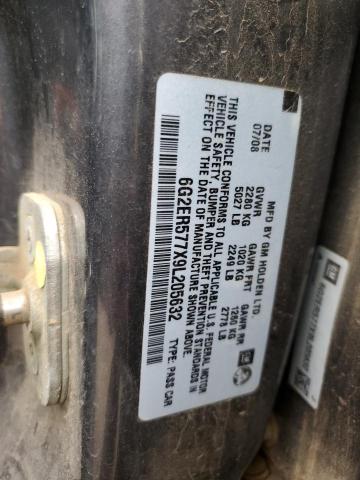 MFD BY GM HOLDEN LTD.
DATE GVWR GAWR FRT GAWR RR
07/08 2280 KG 1020 KG 1260 KG
5027 LB 2249 LB 2778 LB
THIS VEHICLE CONFORMS TO ALL APPLICABLE U.S. FEDERAL MOTOR
VEHICLE SAFETY, BUMPER AND THEFT PREVENTION STANDARDS IN
EFFECT ON THE DATE OF MANUFACTURE SHOWN ABOVE.
6G2ER577X9L205632 TYPE: PASS CAR
GM